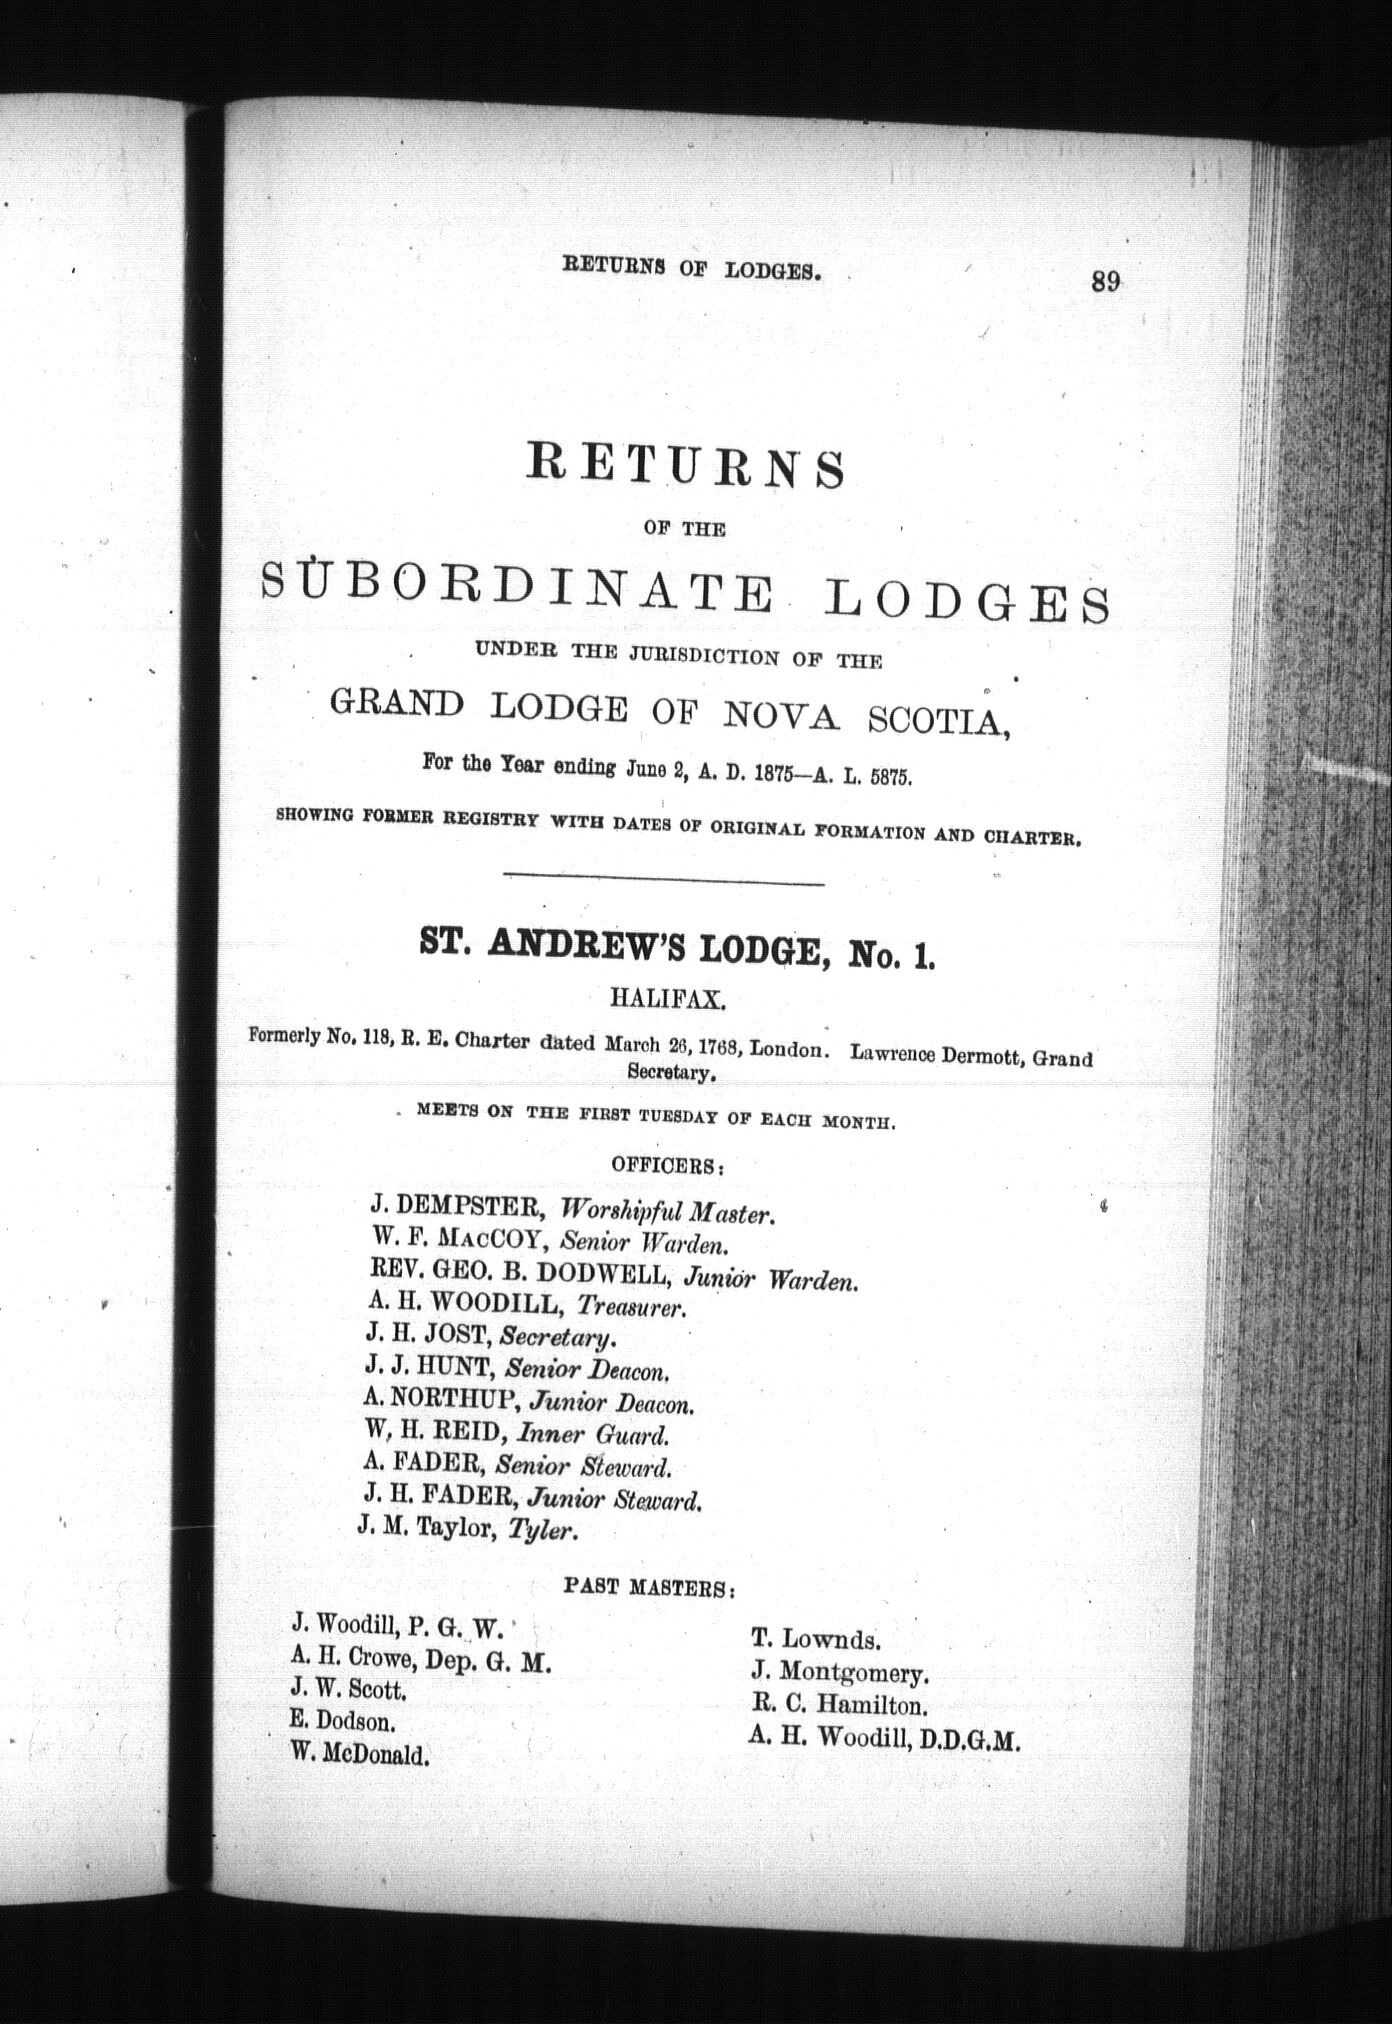 RETURNS OF LODGES.
89
RETURNS
OF THE
SUBORDINATE LODGES
UNDER THE JURISDICTION OF THE
GRAND LODGE OF NOVA SCOTIA,
For the Year ending June 2, A. D. 1875—A. L. 5875.
SHOWING FORMER REGISTRY WITH DATES OF ORIGINAL FORMATION AND CHARTER.
ST. ANDREW'S LODGE, No. 1.
HALIFAX.
Formerly No. 118, R. E. Charter dated March 26, 1768, London. Lawrence Dermott, Grand
Secretary.
MEETS ON THE FIRST TUESDAY OF EACH MONTH.
OFFICERS:
J. DEMPSTER, Worshipful Master.
W. F. MACCOY, Senior Warden.
REV. GEO. B. DODWELL, Junior Warden.
A. H. WOODILL, Treasurer.
J. H. JOST, Secretary.
J. J. HUNT, Senior Deacon.
A. NORTHUP, Junior Deacon.
W. H. REID, Inner Guard.
A. FADER, Senior Steward.
J. H. FADER, Junior Steward.
J. M. Taylor, Tyler.
PAST MASTERS:
J. Woodill, P. G. W.
A. H. Crowe, Dep. G. M.
J. W. Scott.
E. Dodson.
W. McDonald.
T. Lownds.
J. Montgomery.
R. C. Hamilton.
A. H. Woodill, D.D.G.M.